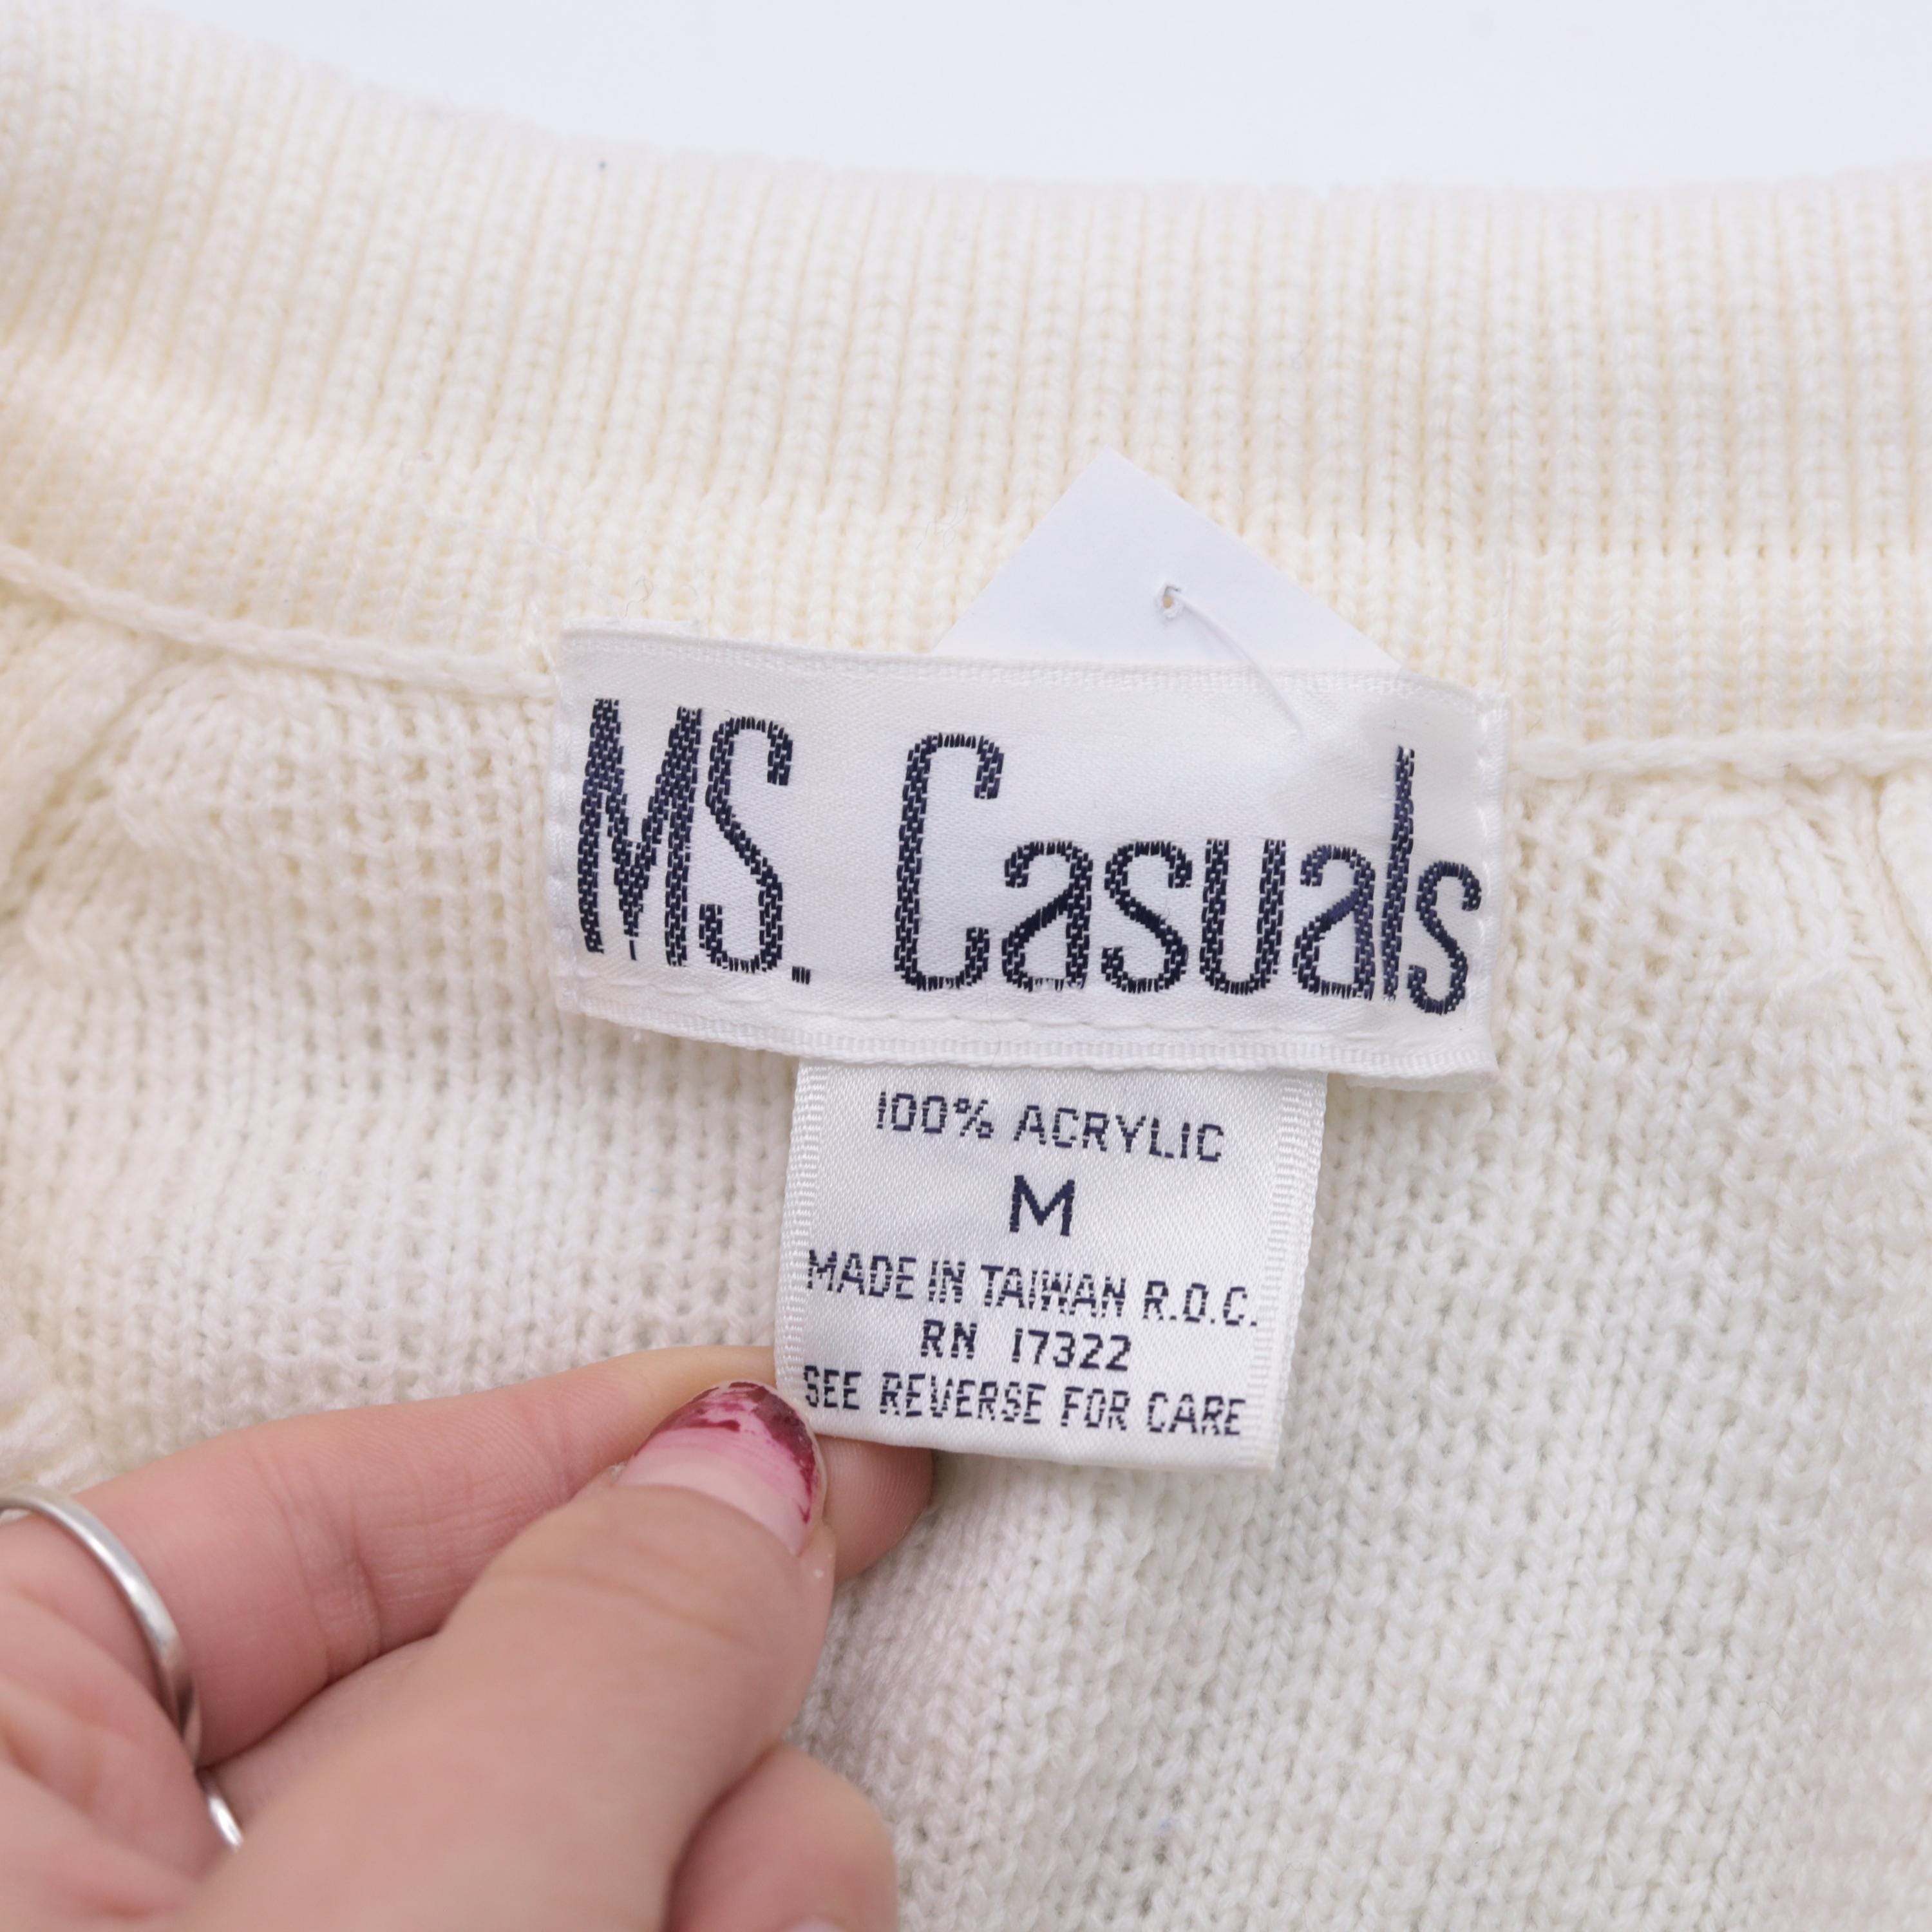 MS. Casuals
100% ACRYLIC
M
MADE IN TAIWAN R.O.C.
RN 17322
SEE REVERSE FOR CARE